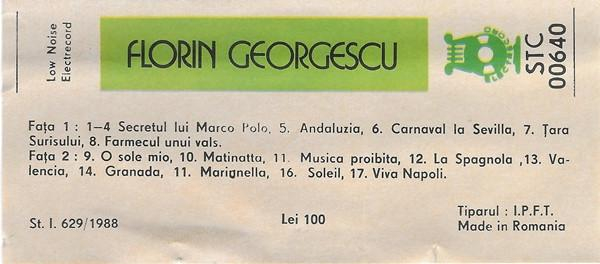 Low Noise
Electrecord
FLORIN GEORGESCU
ELECTRECORD
STC
00640
Fața 1 : 1–4 Secretul lui Marco Polo, 5. Andaluzia, 6. Carnaval la Sevilla, 7. Țara
Surisului, 8. Farmecul unui vals.
Fața 2 : 9. O sole mio, 10. Matinatta, 11. Musica proibita, 12. La Spagnola ,13. Va-
lencia, 14. Granada, 11. Marignella, 16. Soleil, 17. Viva Napoli.
St. I. 629/1988
Lei 100
Tiparul : I.P.F.T.
Made in Romania